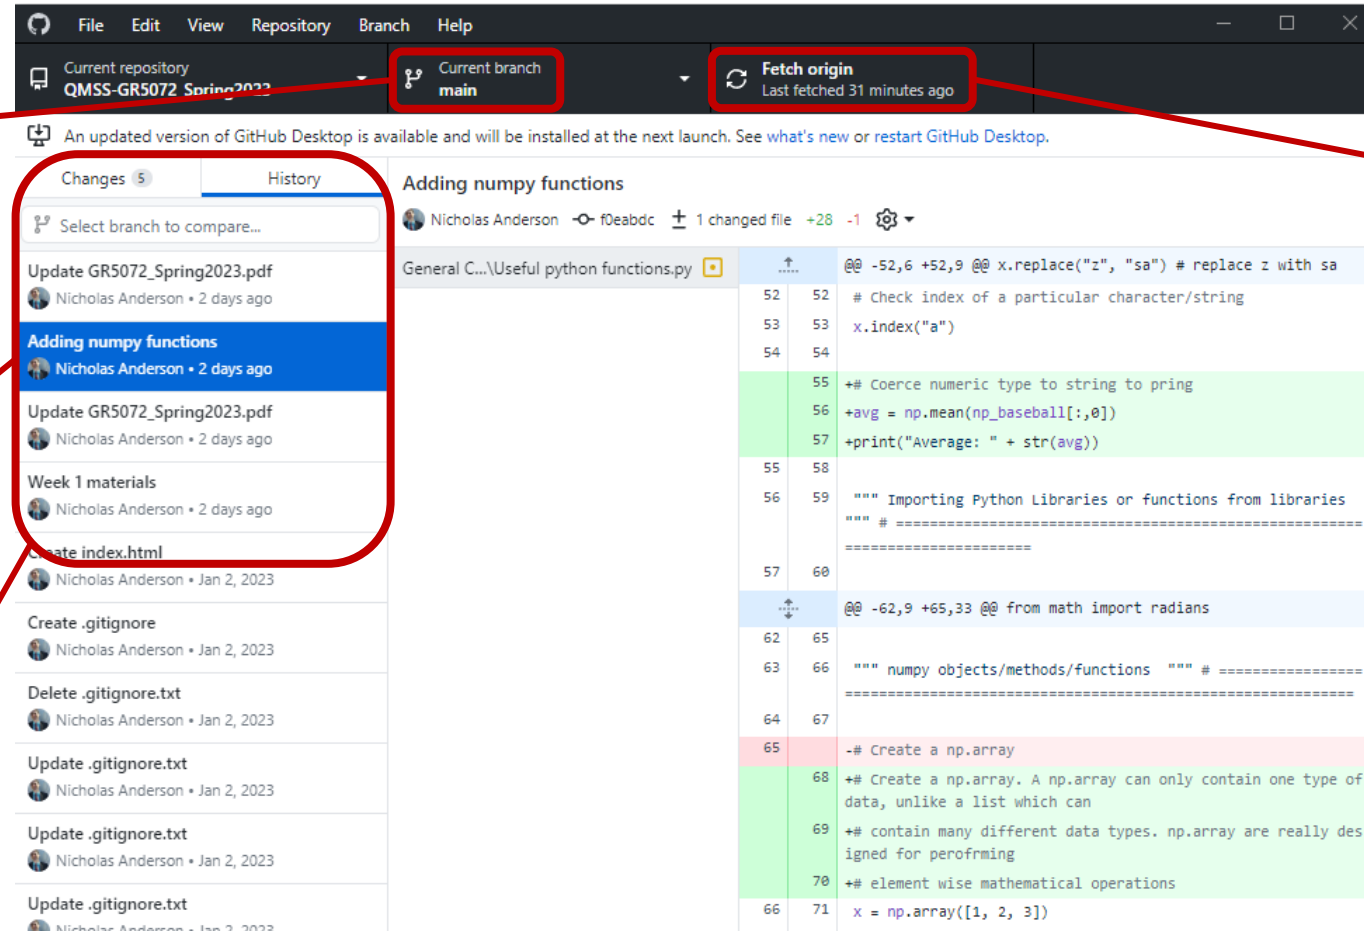 File Edit View Repository Branch Help
Current repository
QMSS-GR5072_Spring2023
Current branch
main
Fetch origin
Last fetched 31 minutes ago
An updated version of GitHub Desktop is available and will be installed at the next launch. See what's new or restart GitHub Desktop.
Changes 5 History
Select branch to compare...
Update GR5072_Spring2023.pdf
Nicholas Anderson • 2 days ago
Adding numpy functions
Nicholas Anderson • 2 days ago
Update GR5072_Spring2023.pdf
Nicholas Anderson • 2 days ago
Week 1 materials
Nicholas Anderson • 2 days ago
Create index.html
Nicholas Anderson • Jan 2, 2023
Create .gitignore
Nicholas Anderson • Jan 2, 2023
Delete .gitignore.txt
Nicholas Anderson • Jan 2, 2023
Update .gitignore.txt
Nicholas Anderson • Jan 2, 2023
Update .gitignore.txt
Nicholas Anderson • Jan 2, 2023
Update .gitignore.txt
Nicholas Anderson • Jan 2, 2023
Adding numpy functions
Nicholas Anderson f0eabdc 1 changed file +28 -1
General C...\Useful python functions.py
@@ -52,6 +52,9 @@ x.replace("z", "sa") # replace z with sa
52 52 # Check index of a particular character/string
53 53 x.index("a")
54 54
55 +# Coerce numeric type to string to pring
56 +avg = np.mean(np_baseball[:,0])
57 +print("Average: " + str(avg))
55 58
56 59 """ Importing Python Libraries or functions from libraries
""" # =======================================================
======================
57 60
@@ -62,9 +65,33 @@ from math import radians
62 65
63 66 """ numpy objects/methods/functions """ # =================
============================================================
64 67
65 -# Create a np.array
68 +# Create a np.array. A np.array can only contain one type of
data, unlike a list which can
69 +# contain many different data types. np.array are really des
igned for perofrming
70 +# element wise mathematical operations
66 71 x = np.array([1, 2, 3])